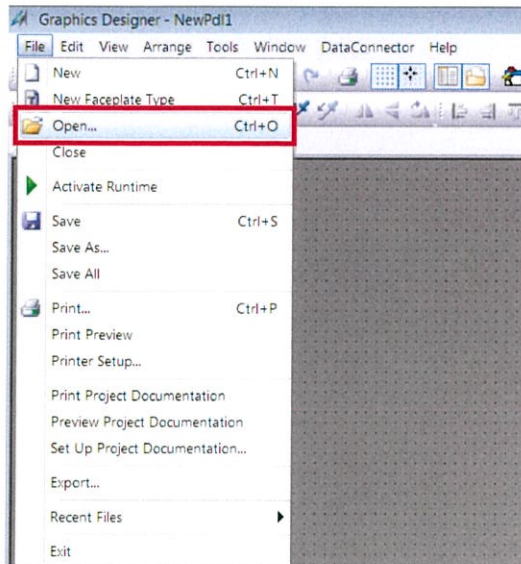 Graphics Designer - NewPdl1
File Edit View Arrange Tools Window DataConnector Help
New Ctrl+N
New Faceplate Type Ctrl+T
Open... Ctrl+O
Close
Activate Runtime
Save Ctrl+S
Save As...
Save All
Print... Ctrl+P
Print Preview
Printer Setup...
Print Project Documentation
Preview Project Documentation
Set Up Project Documentation...
Export...
Recent Files
Exit